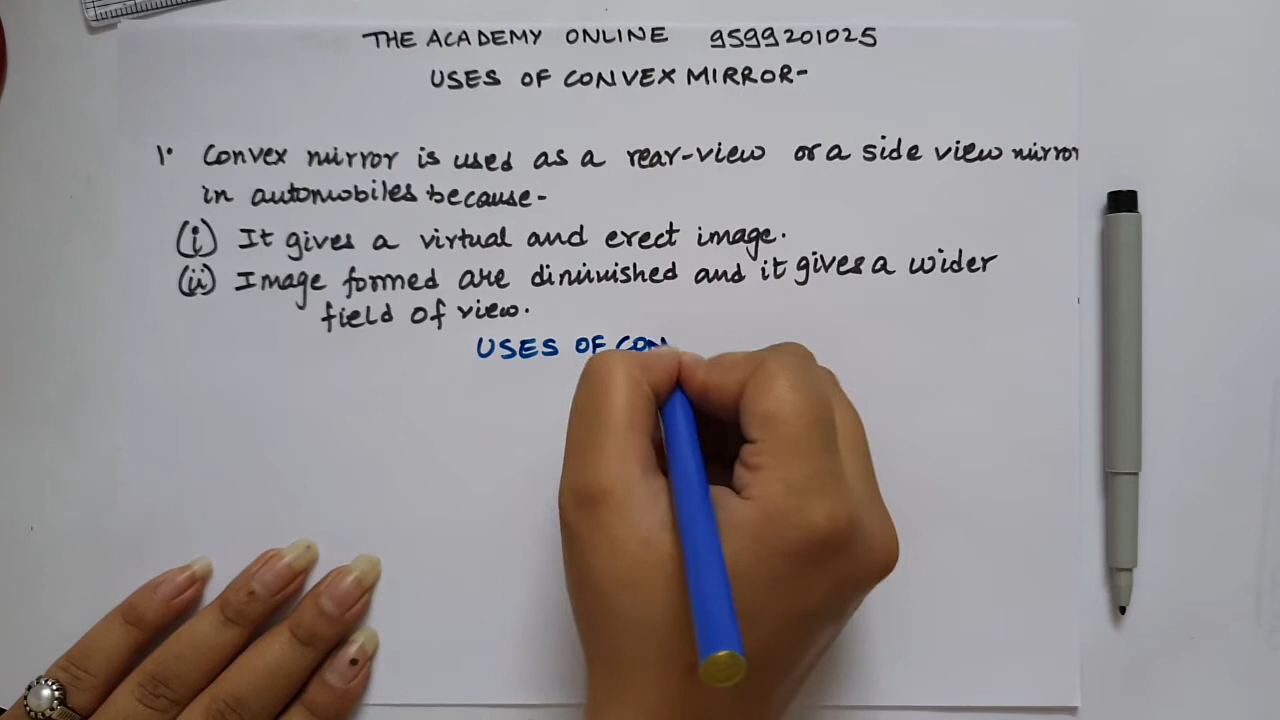 THE ACADEMY ONLINE 9599201025
USES OF CONVEX MIRROR-
1. Convex mirror is used as a rear-view or a side view mirror
in automobiles because-
(i) It gives a virtual and erect image.
(ii) Image formed are diminished and it gives a wider
field of view.
USES OF CON